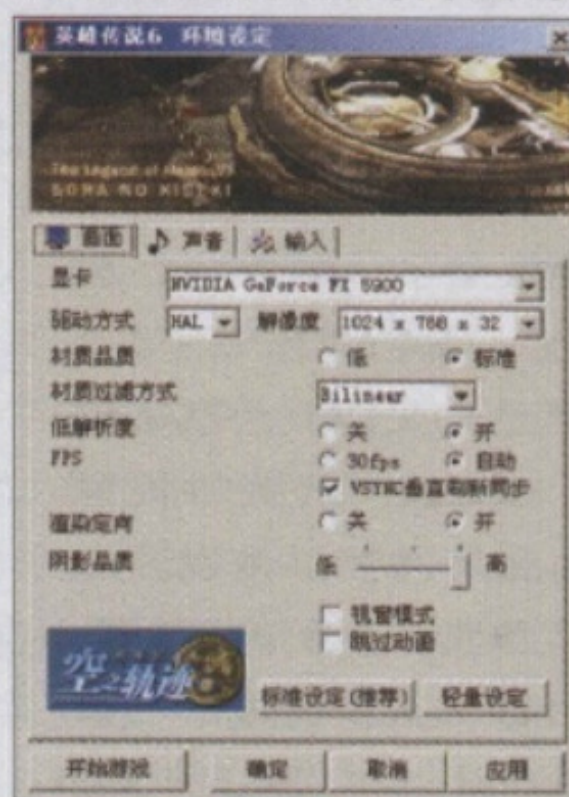 英雄传说6 环境设定
The Legend of Heroes VI
SORA NO KISEKI
画面 声音 输入
显卡 NVIDIA GeForce FX 5900
驱动方式 HAL 解像度 1024 x 768 x 32
材质品质 低 标准
材质过滤方式 Bilinear
低解析度 关 开
FPS 30fps 自动
VSYNC垂直刷新同步
渲染定向 关 开
阴影品质 低 高
视窗模式
跳过动画
空之轨迹
标准设定(推荐) 轻量设定
开始游戏 确定 取消 应用